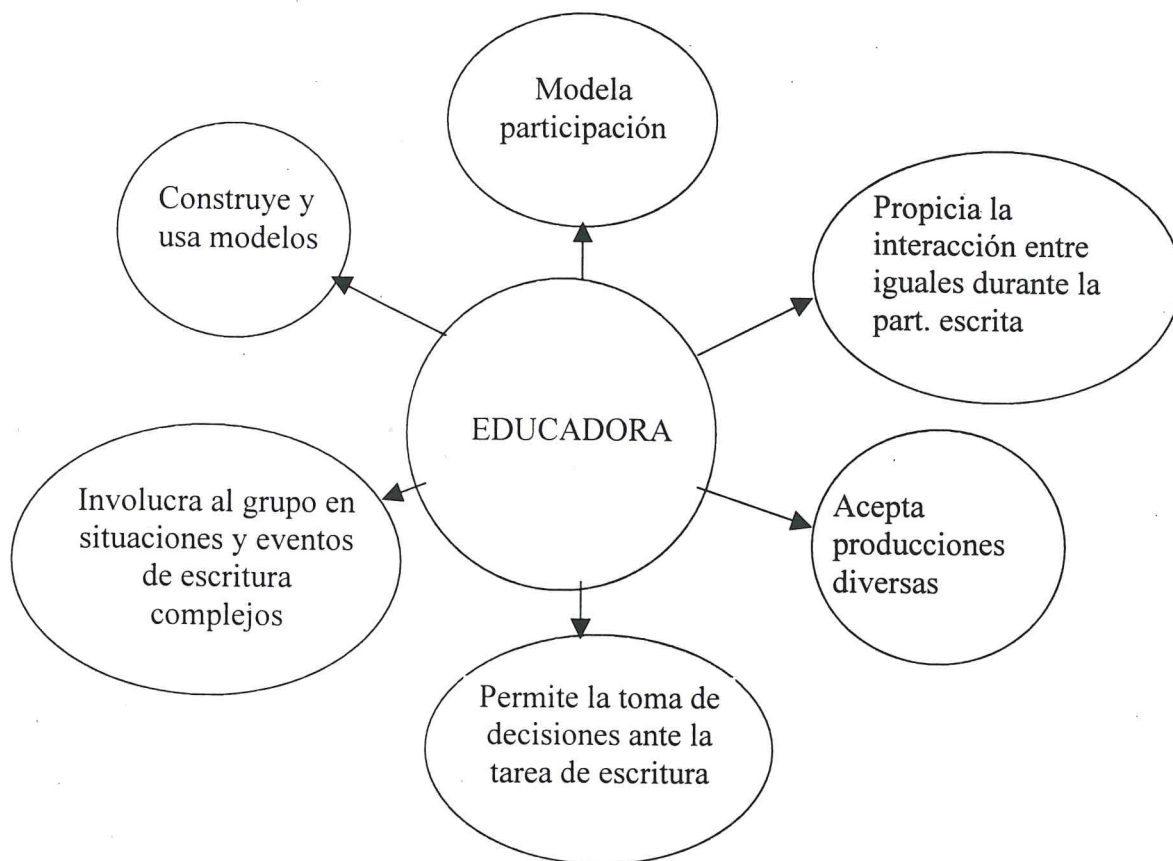 Modela
participación
Construye y
usa modelos
Propicia la
interacción entre
iguales durante la
part. escrita
EDUCADORA
Involucra al grupo en
situaciones y eventos
de escritura
complejos
Acepta
producciones
diversas
Permite la toma de
decisiones ante la
tarea de escritura